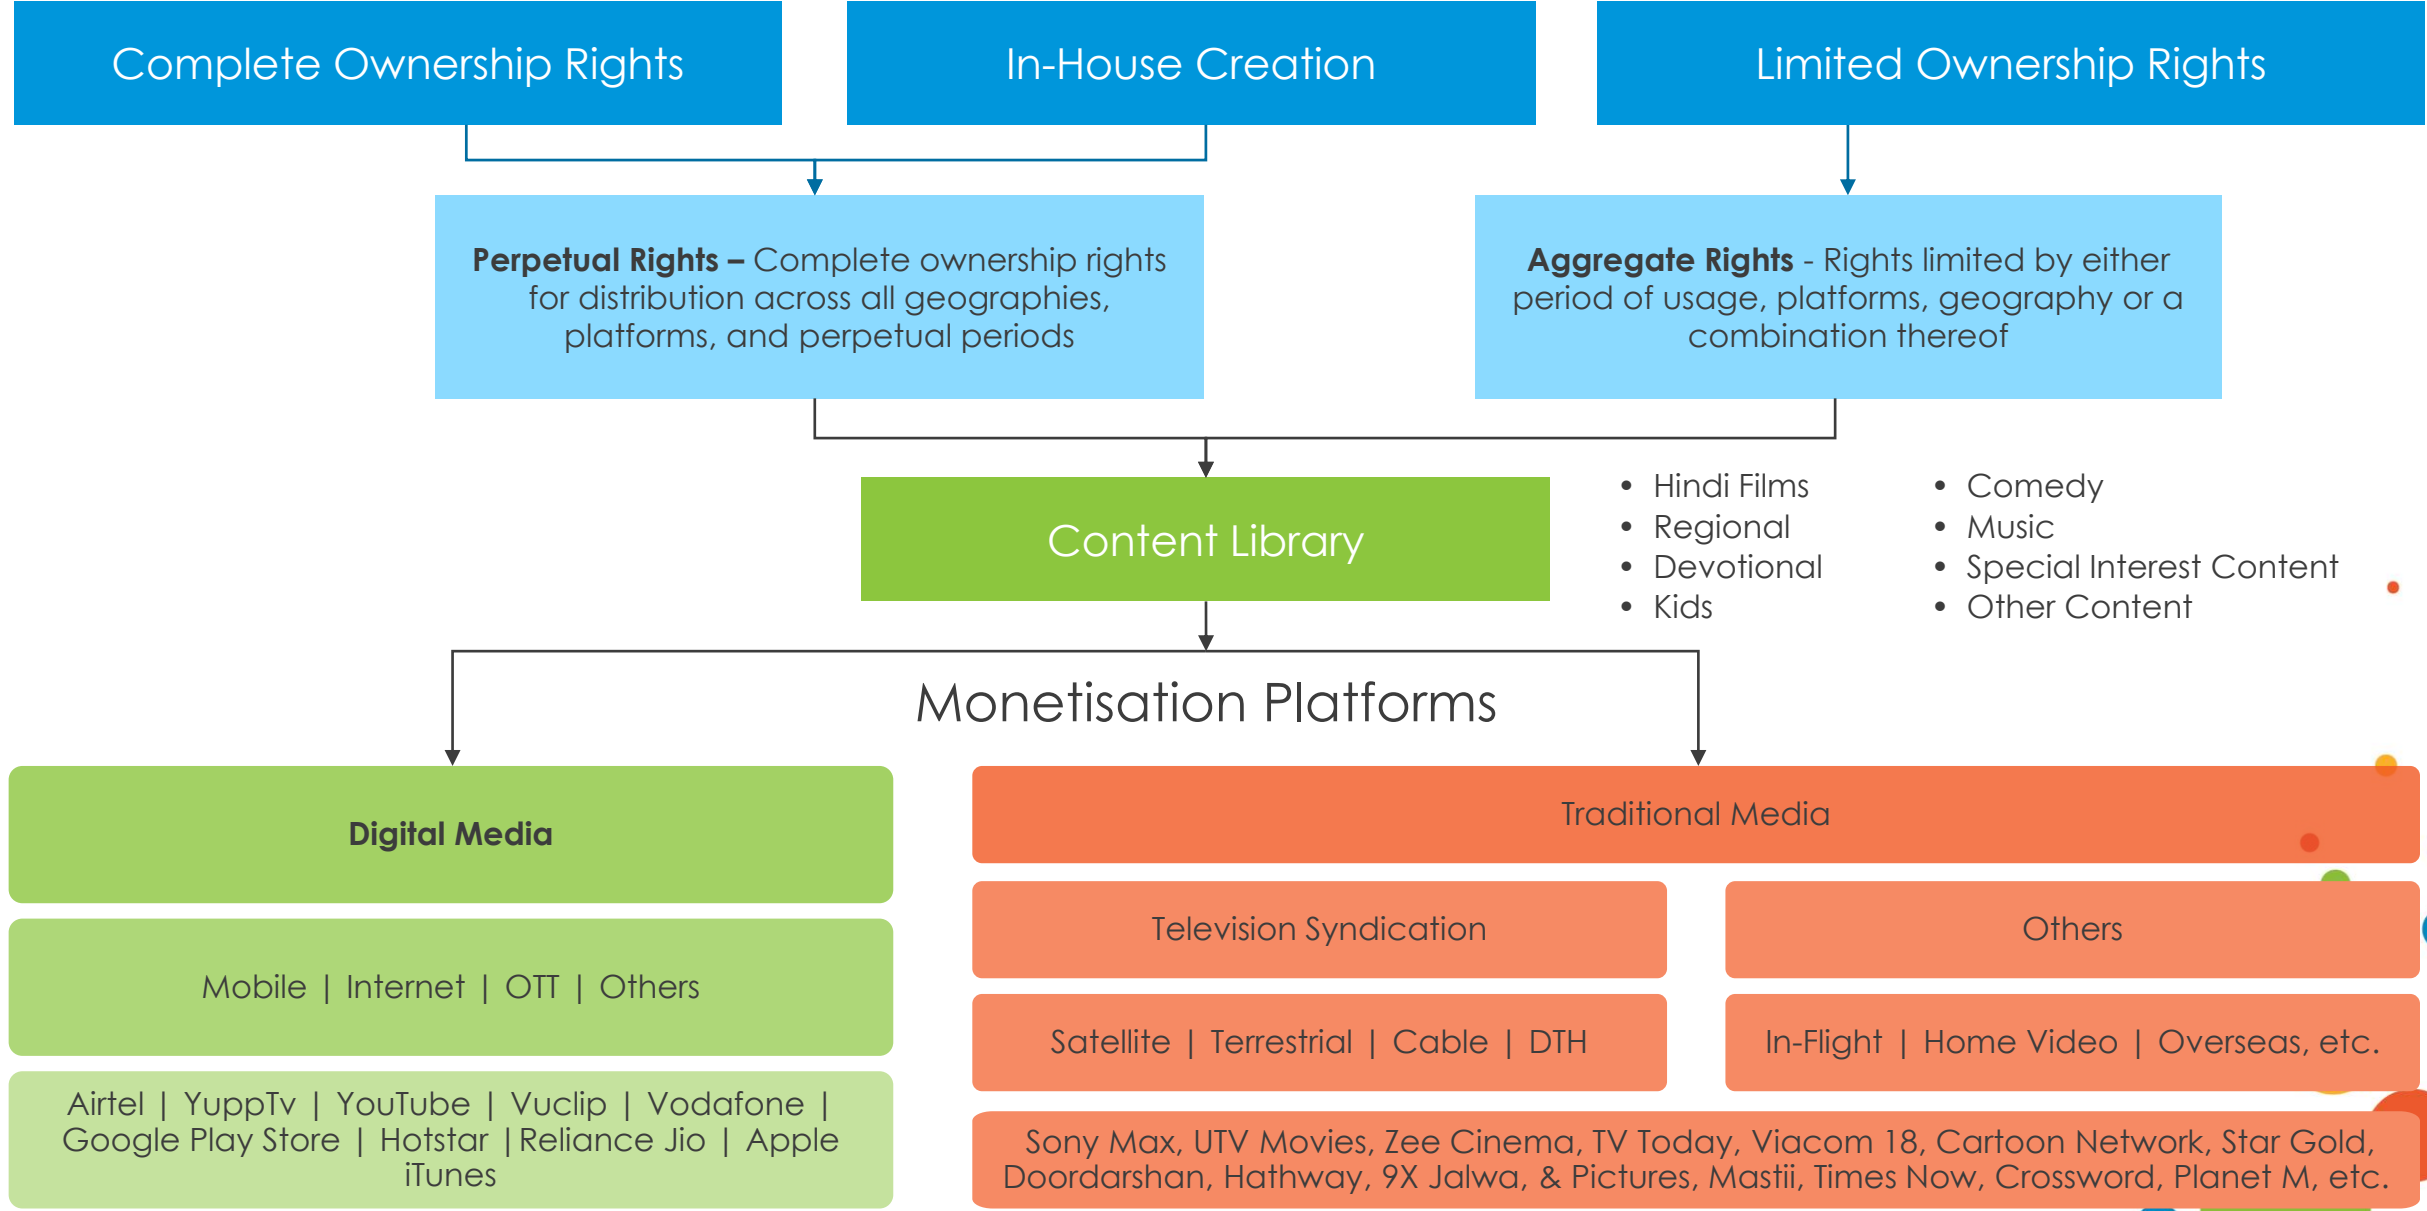 Complete Ownership Rights
In-House Creation
Limited Ownership Rights
Perpetual Rights – Complete ownership rights
for distribution across all geographies,
platforms, and perpetual periods
Aggregate Rights - Rights limited by either
period of usage, platforms, geography or a
combination thereof
Content Library
• Hindi Films
• Regional
• Devotional
• Kids
• Comedy
• Music
• Special Interest Content
• Other Content
Monetisation Platforms
Digital Media
Mobile | Internet | OTT | Others
Airtel | YuppTv | YouTube | Vuclip | Vodafone |
Google Play Store | Hotstar |Reliance Jio | Apple
iTunes
Traditional Media
Television Syndication
Others
Satellite | Terrestrial | Cable | DTH
In-Flight | Home Video | Overseas, etc.
Sony Max, UTV Movies, Zee Cinema, TV Today, Viacom 18, Cartoon Network, Star Gold,
Doordarshan, Hathway, 9X Jalwa, & Pictures, Mastii, Times Now, Crossword, Planet M, etc.